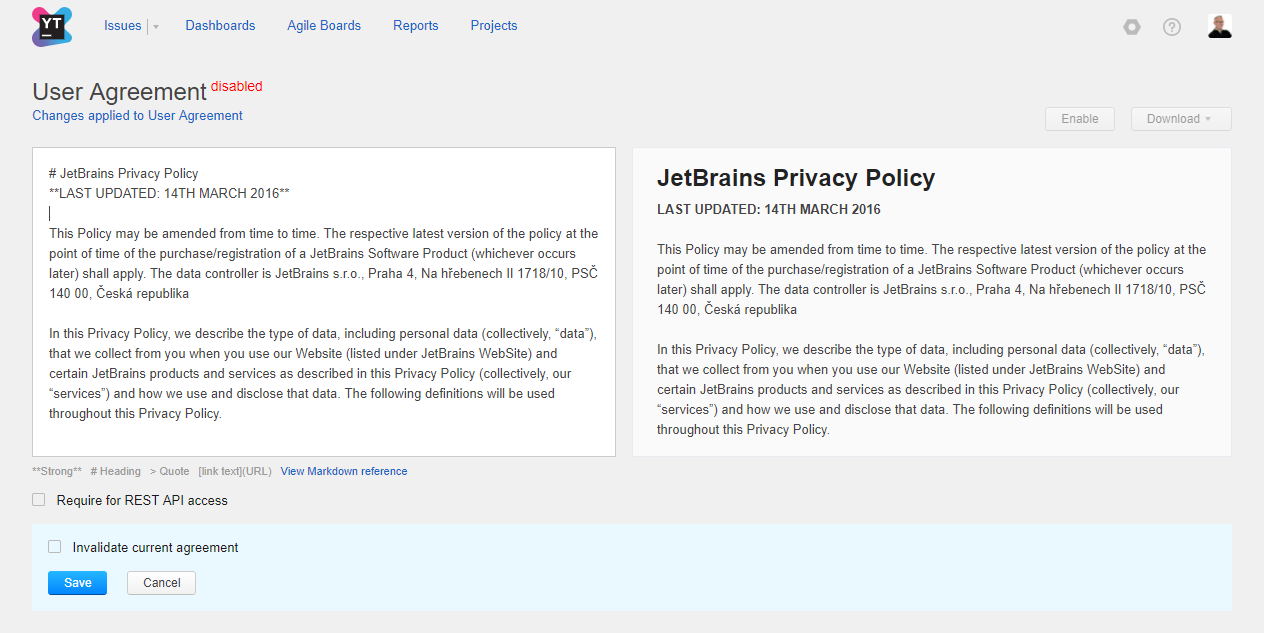 YT
Issues
Dashboards
Agile Boards
Reports
Projects
User Agreement disabled
Changes applied to User Agreement
Enable
Download
# JetBrains Privacy Policy
**LAST UPDATED: 14TH MARCH 2016**
This Policy may be amended from time to time. The respective latest version of the policy at the
point of time of the purchase/registration of a JetBrains Software Product (whichever occurs
later) shall apply. The data controller is JetBrains s.r.o., Praha 4, Na hřebenech II 1718/10, PSČ
140 00, Česká republika
In this Privacy Policy, we describe the type of data, including personal data (collectively, “data”),
that we collect from you when you use our Website (listed under JetBrains WebSite) and
certain JetBrains products and services as described in this Privacy Policy (collectively, our
“services”) and how we use and disclose that data. The following definitions will be used
throughout this Privacy Policy.
JetBrains Privacy Policy
LAST UPDATED: 14TH MARCH 2016
This Policy may be amended from time to time. The respective latest version of the policy at the
point of time of the purchase/registration of a JetBrains Software Product (whichever occurs
later) shall apply. The data controller is JetBrains s.r.o., Praha 4, Na hřebenech II 1718/10, PSČ
140 00, Česká republika
In this Privacy Policy, we describe the type of data, including personal data (collectively, “data”),
that we collect from you when you use our Website (listed under JetBrains WebSite) and
certain JetBrains products and services as described in this Privacy Policy (collectively, our
“services”) and how we use and disclose that data. The following definitions will be used
throughout this Privacy Policy.
**Strong** # Heading > Quote [link text](URL) View Markdown reference
Require for REST API access
Invalidate current agreement
Save
Cancel